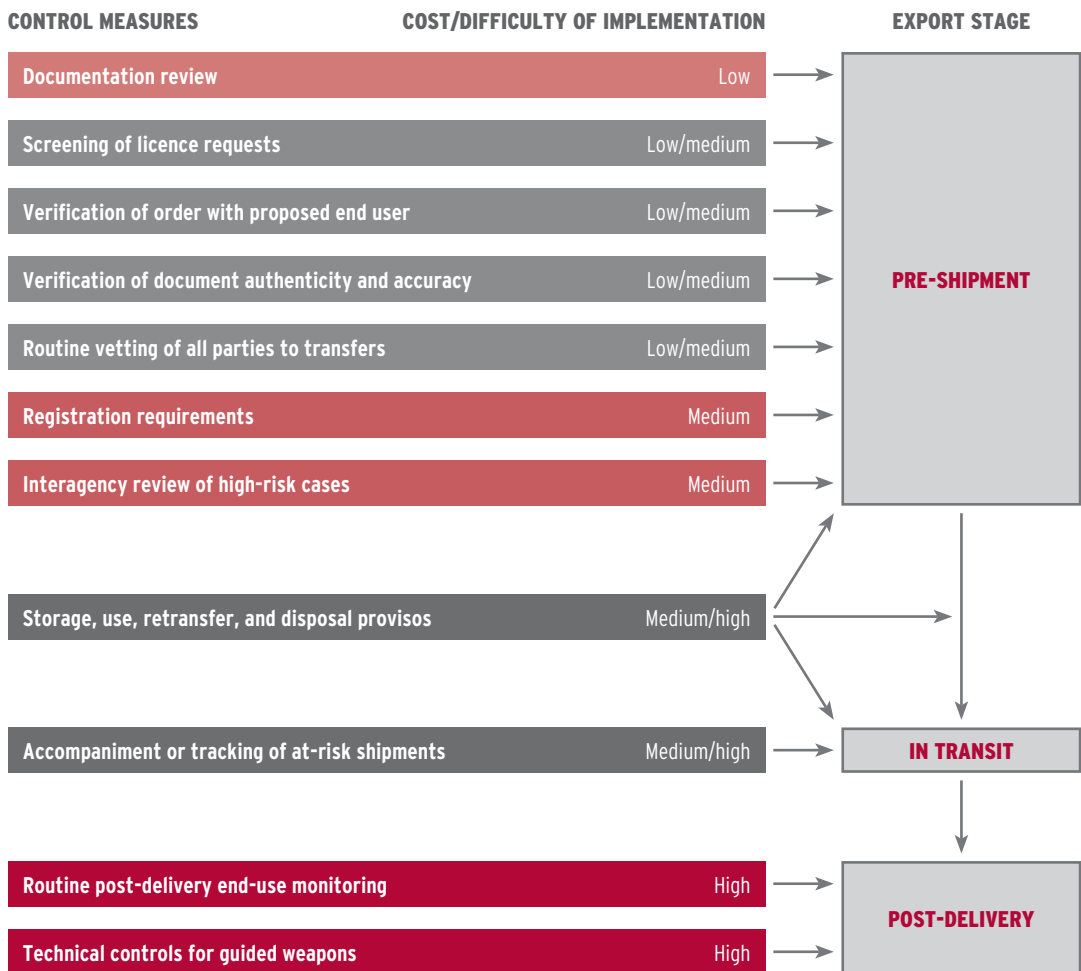 CONTROL MEASURES COST/DIFFICULTY OF IMPLEMENTATION EXPORT STAGE
Documentation review Low
Screening of licence requests Low/medium
Verification of order with proposed end user Low/medium
Verification of document authenticity and accuracy Low/medium
PRE-SHIPMENT
Routine vetting of all parties to transfers Low/medium
Registration requirements Medium
Interagency review of high-risk cases Medium
Storage, use, retransfer, and disposal provisos Medium/high
Accompaniment or tracking of at-risk shipments Medium/high
IN TRANSIT
Routine post-delivery end-use monitoring High
POST-DELIVERY
Technical controls for guided weapons High